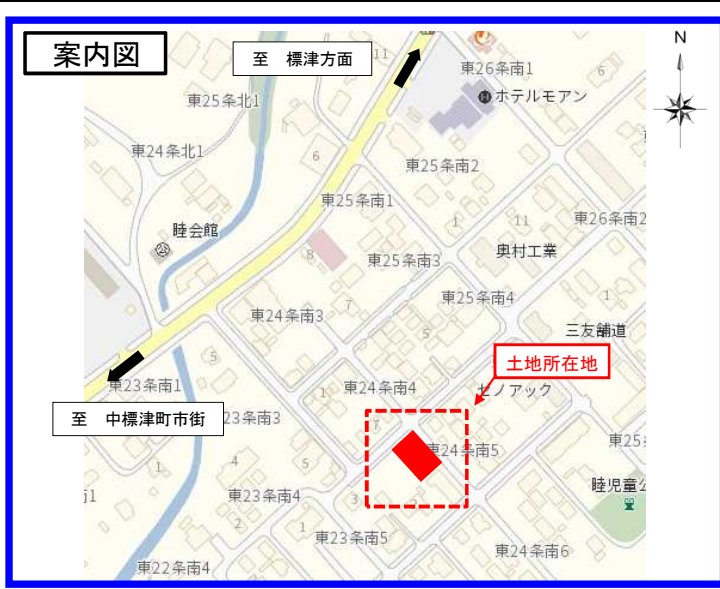 案内図
至 標津方面
N
11
東26条南1
6
東25条北1
ホテルモアン
東24条北1
6
東25条南2
東25条南1
睦会館
1
11
東26条南2
8
東25条南3
奥村工業
東24条南3
7
東25条南4
1
5
三友舗道
5
土地所在地
東23条南1
1
東24条南4
ゼノアック
至 中標津町市街
23条南3
7
東24条南5
東25
4
5
睦児童公
東23条南4
3
2
1
2
東23条南5
東24条南6
東22条南4